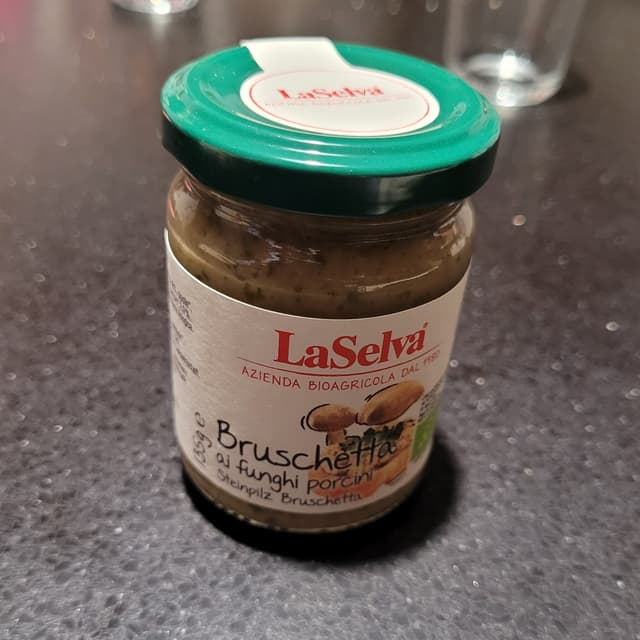 LaSelva
LaSelva
AZIENDA BIOAGRICOLA DAL 1980
Bruschetta
ai funghi porcini
Steinpilz Bruschetta